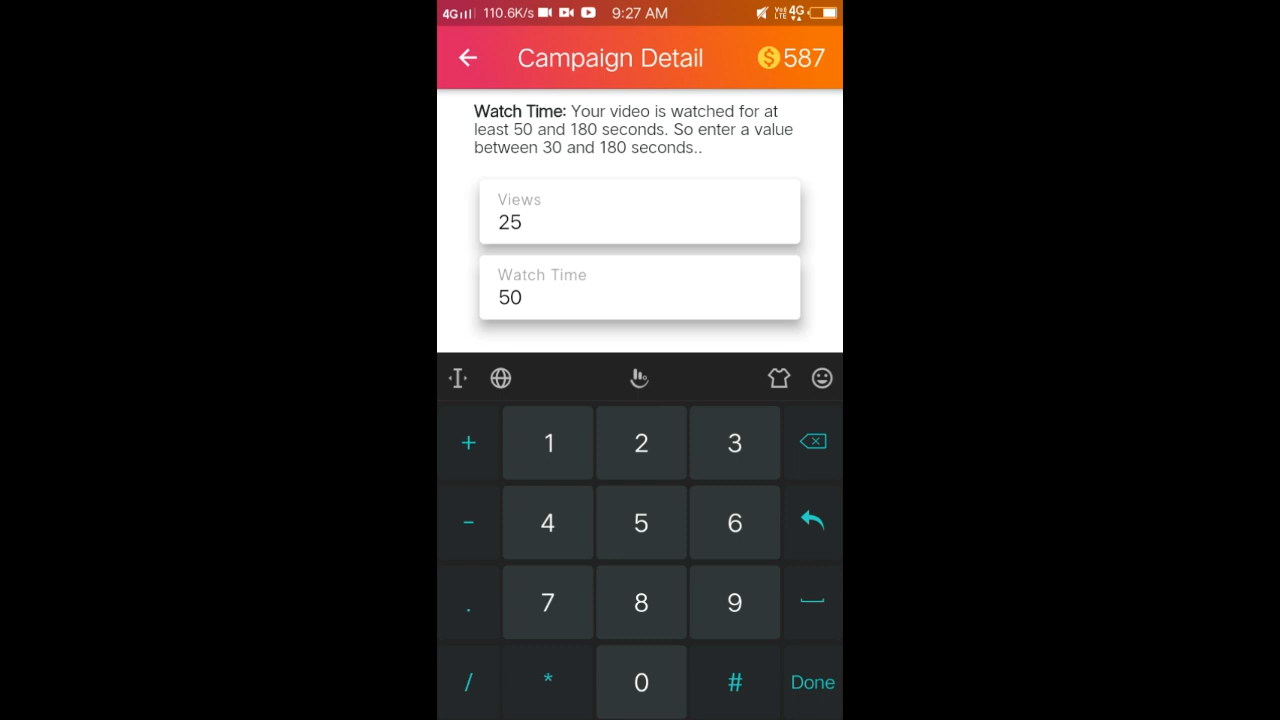 4G 110.6K/s 9:27 AM VoD LTE 4G
Campaign Detail $ 587
Watch Time: Your video is watched for at
least 50 and 180 seconds. So enter a value
between 30 and 180 seconds..
Views
25
Watch Time
50
+ 1 2 3
- 4 5 6
. 7 8 9
/ * 0 # Done